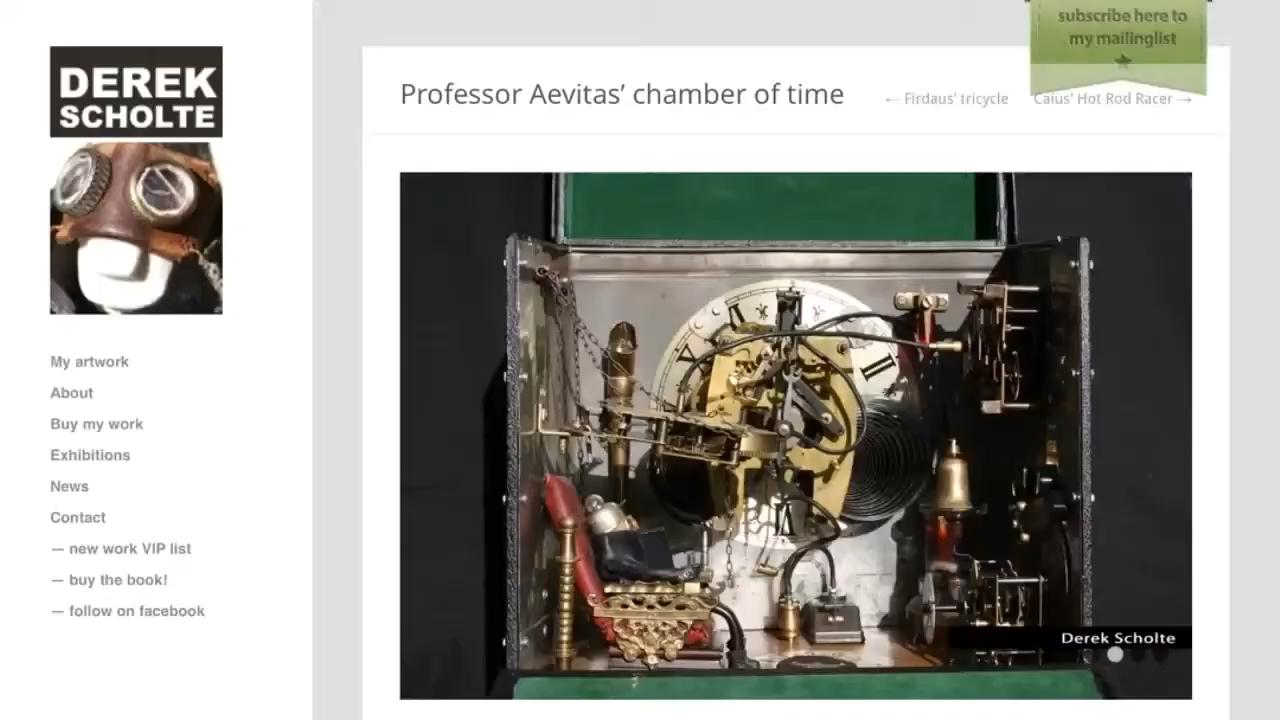 DEREK
SCHOLTE
My artwork
About
Buy my work
Exhibitions
News
Contact
— new work VIP list
— buy the book!
— follow on facebook
subscribe here to
my mailinglist
Professor Aevitas’ chamber of time
← Firdaus’ tricycle
Caius’ Hot Rod Racer →
V
II
VI
Derek Scholte